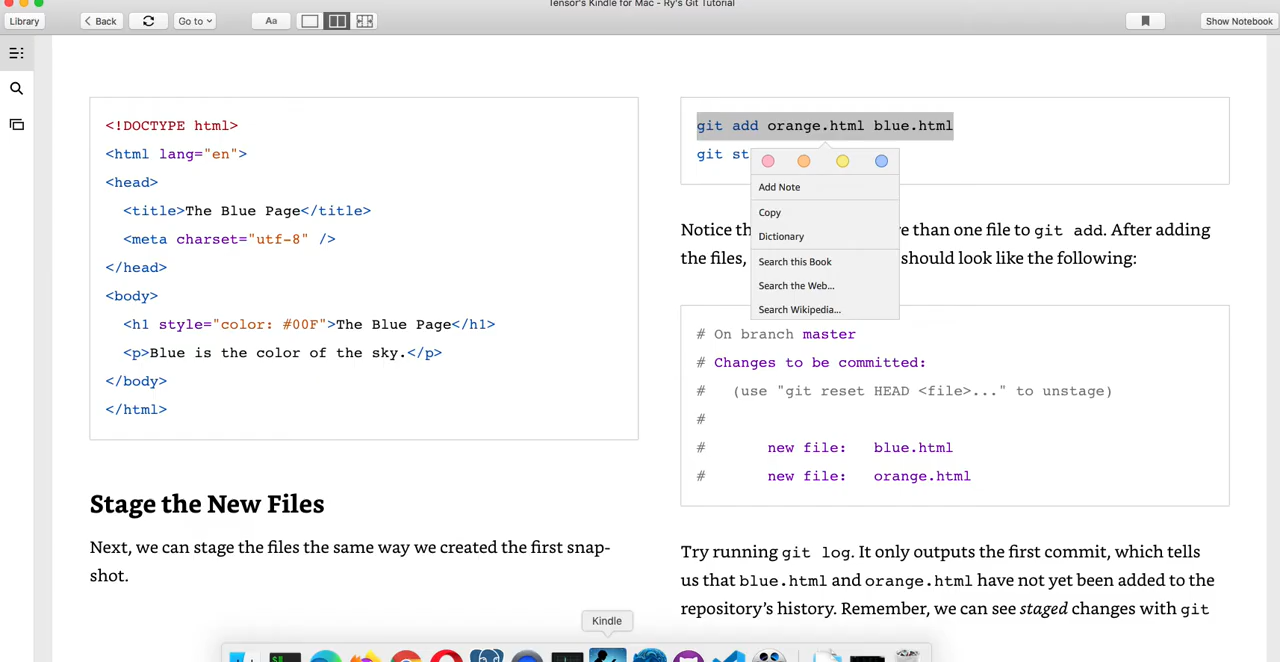 Tensor's Kindle for Mac - Ry's Git Tutorial
Library
Back
Go to
Aa
Show Notebook
<!DOCTYPE html>
<html lang="en">
<head>
<title>The Blue Page</title>
<meta charset="utf-8" />
</head>
<body>
<h1 style="color: #00F">The Blue Page</h1>
<p>Blue is the color of the sky.</p>
</body>
</html>
Stage the New Files
Next, we can stage the files the same way we created the first snap-
shot.
git add orange.html blue.html
git st
Add Note
Copy
Dictionary
Search this Book
Search the Web...
Search Wikipedia...
Notice th e than one file to git add. After adding
the files, should look like the following:
# On branch master
# Changes to be committed:
# (use "git reset HEAD <file>..." to unstage)
#
# new file: blue.html
# new file: orange.html
Try running git log. It only outputs the first commit, which tells
us that blue.html and orange.html have not yet been added to the
repository's history. Remember, we can see staged changes with git
Kindle